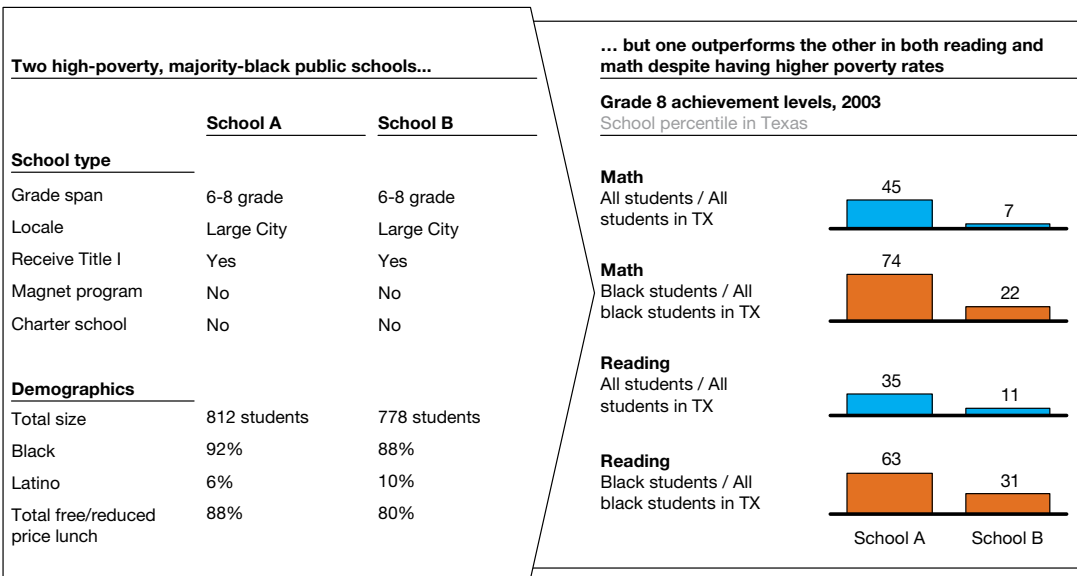 Two high-poverty, majority-black public schools...
School A School B
School type
Grade span 6-8 grade 6-8 grade
Locale Large City Large City
Receive Title I Yes Yes
Magnet program No No
Charter school No No
Demographics
Total size 812 students 778 students
Black 92% 88%
Latino 6% 10%
Total free/reduced
price lunch
88% 80%
… but one outperforms the other in both reading and
math despite having higher poverty rates
Grade 8 achievement levels, 2003
School percentile in Texas
Math
All students / All
students in TX
45 7
Math
Black students / All
black students in TX
74 22
Reading
All students / All
students in TX
35 11
Reading
Black students / All
black students in TX
63 31
School A School B